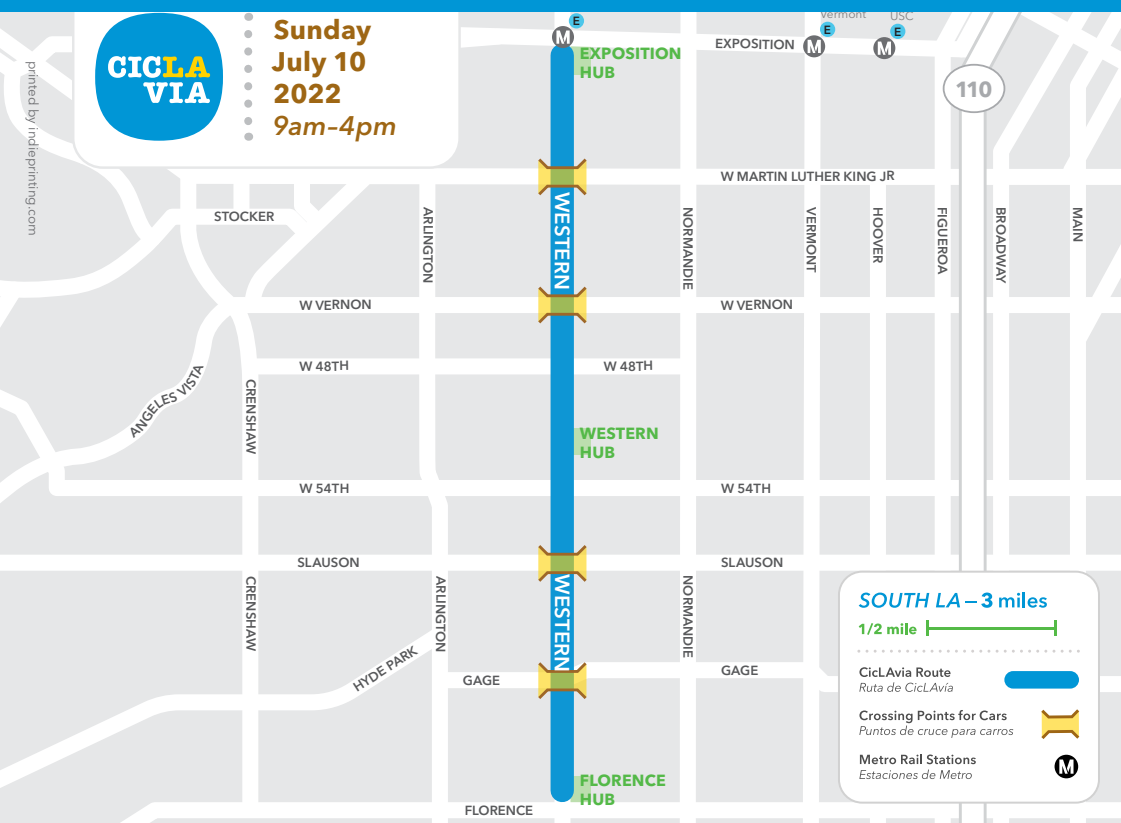 CICLA
VIA
Sunday
July 10
2022
9am–4pm
printed by indieprinting.com
E
M
EXPOSITION
HUB
EXPOSITION
Vermont
E
M
USC
E
M
110
W MARTIN LUTHER KING JR
STOCKER
ARLINGTON
WESTERN
NORMANDIE
VERMONT
HOOVER
FIGUEROA
BROADWAY
MAIN
W VERNON
W VERNON
W 48TH
W 48TH
ANGELES VISTA
CRENSHAW
WESTERN
HUB
W 54TH
W 54TH
SLAUSON
SLAUSON
CRENSHAW
ARLINGTON
WESTERN
NORMANDIE
HYDE PARK
GAGE
GAGE
FLORENCE
HUB
FLORENCE
SOUTH LA – 3 miles
1/2 mile
CicLAvia Route
Ruta de CicLAvía
Crossing Points for Cars
Puntos de cruce para carros
Metro Rail Stations
Estaciones de Metro
M